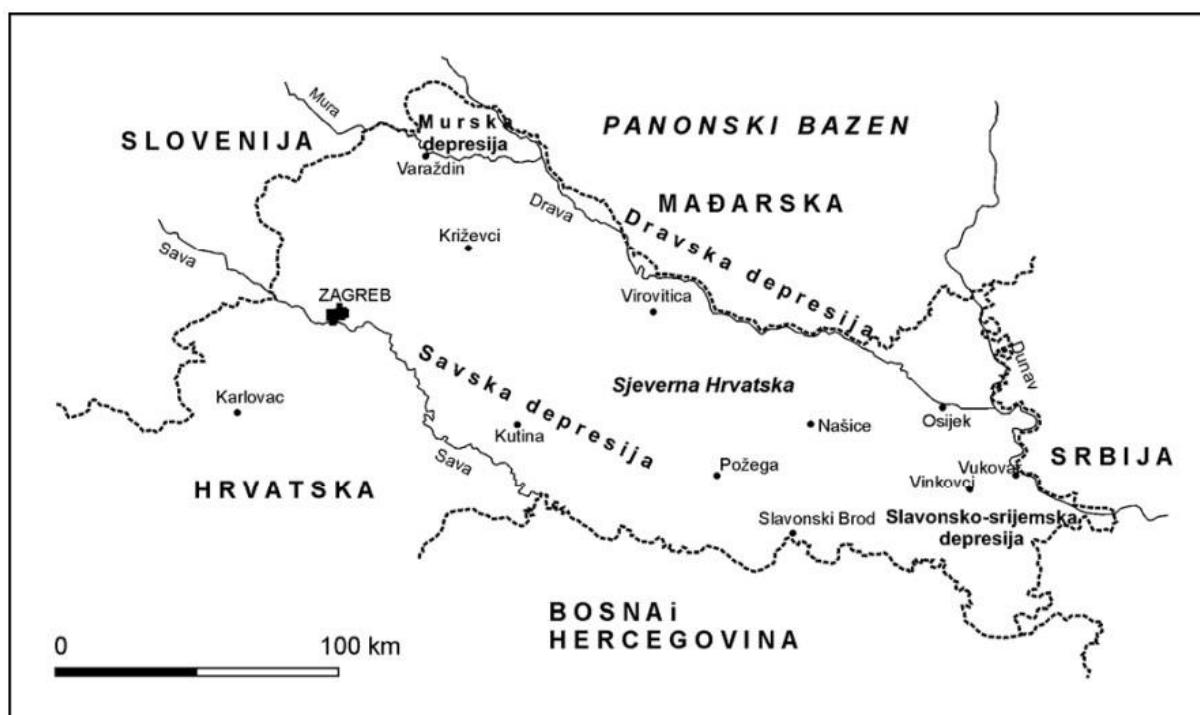 Mura
SLOVENIJA
Murska
depresija
Varaždin
PANONSKI BAZEN
MAĐARSKA
Drava
Dravska depresija
Križevci
Sava
ZAGREB
Virovitica
Dunav
Savska depresija
Sjeverna Hrvatska
Karlovac
Kutina
Našice
Osijek
Sava
Požega
SRBIJA
Vukovar
Vinkovci
HRVATSKA
Slavonski Brod
Slavonsko-srijemska
depresija
BOSNA i
HERCEGOVINA
0 100 km